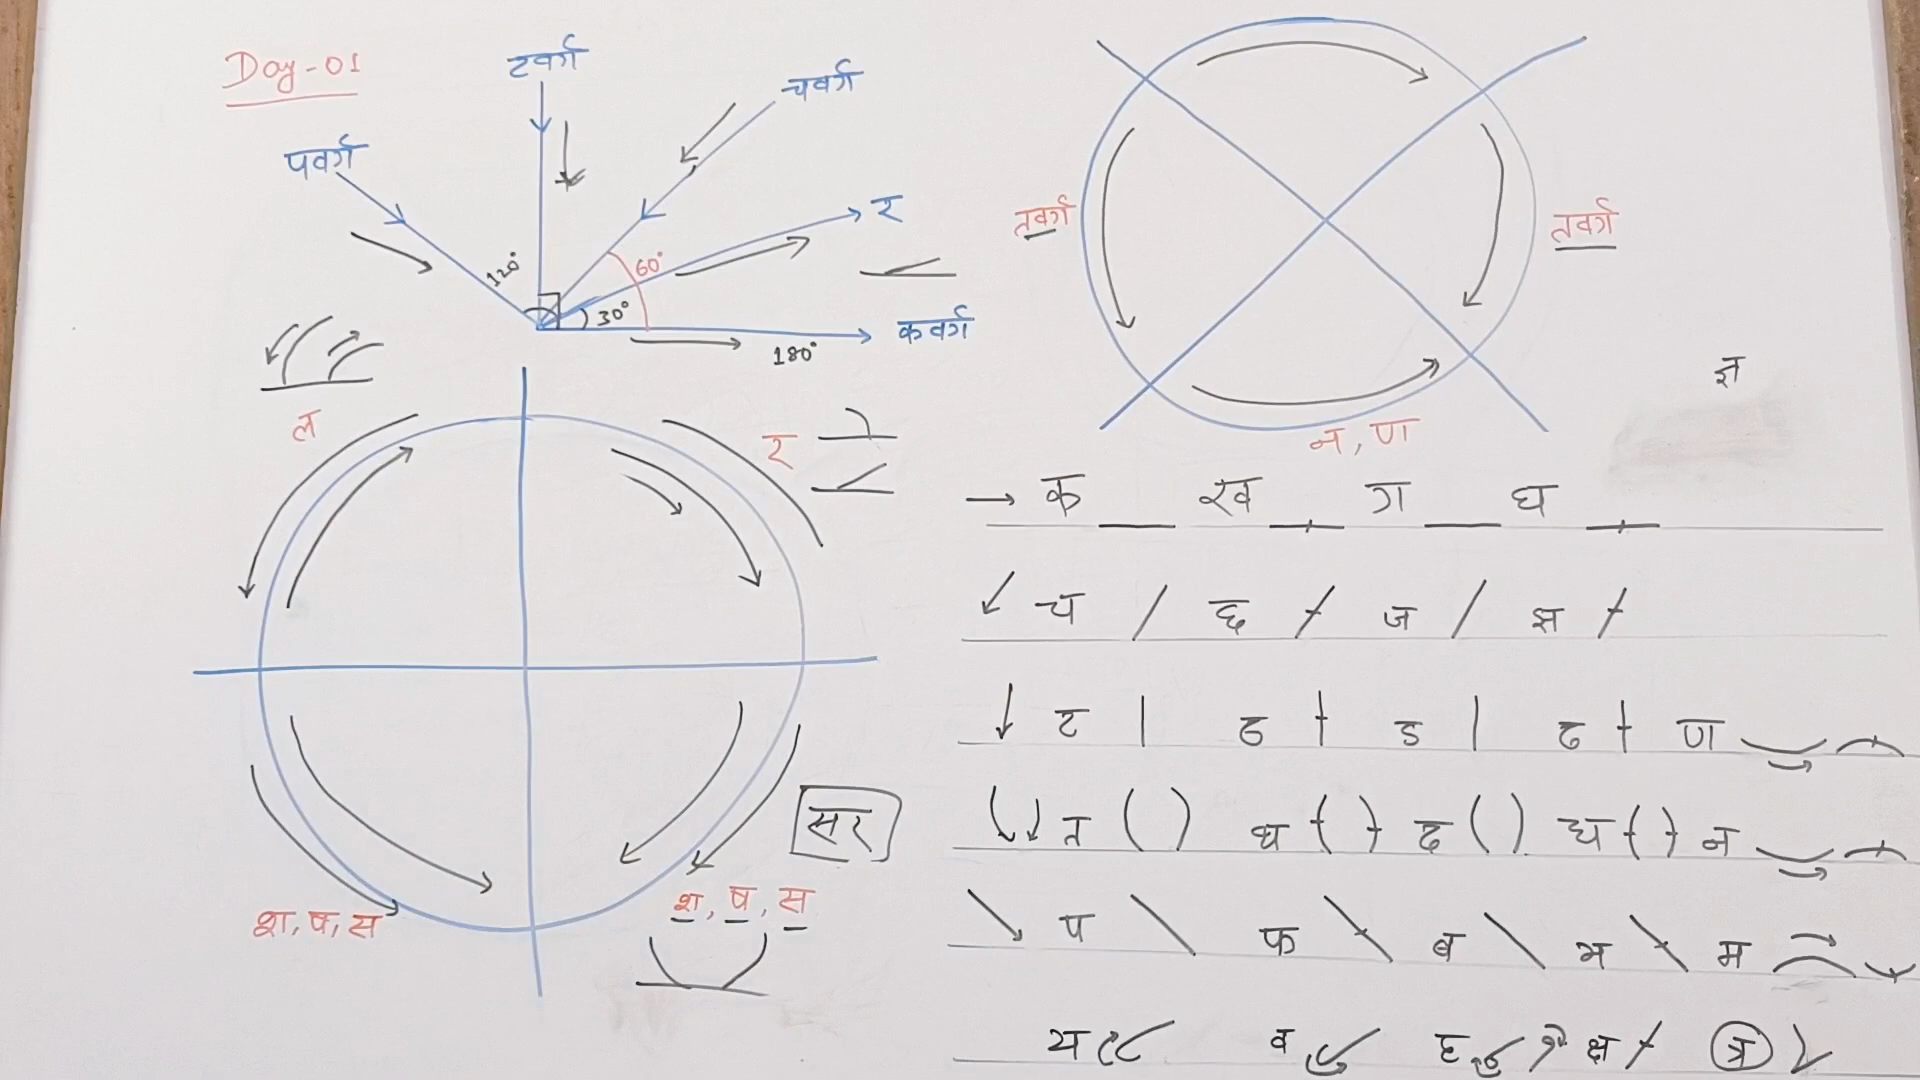 Day-01
टवर्ग
चवर्ग
पवर्ग
र
120°
60°
30°
कवर्ग
180°
तवर्ग
तवर्ग
न, ण
ल
र
सर
श, ष, स
श, ष, स
क ख ग घ
च छ ज झ
ट ठ ड ढ ण
त थ द ध न
प फ ब भ म
य व ह क्ष त्र